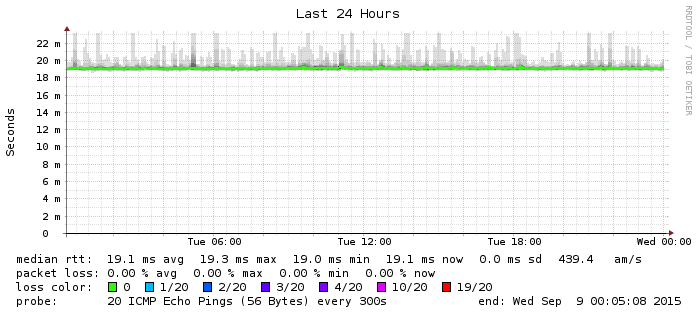 Last 24 Hours
RRDTOOL / TOBI OETIKER
Seconds
22 m
20 m
18 m
16 m
14 m
12 m
10 m
8 m
6 m
4 m
2 m
0
Tue 06:00 Tue 12:00 Tue 18:00 Wed 00:00
median rtt: 19.1 ms avg 19.3 ms max 19.0 ms min 19.1 ms now 0.0 ms sd 439.4 am/s
packet loss: 0.00 % avg 0.00 % max 0.00 % min 0.00 % now
loss color: 0 1/20 2/20 3/20 4/20 10/20 19/20
probe: 20 ICMP Echo Pings (56 Bytes) every 300s end: Wed Sep 9 00:05:08 2015